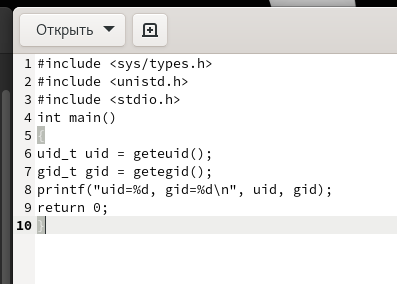 Открыть
1 #include <sys/types.h>
2 #include <unistd.h>
3 #include <stdio.h>
4 int main()
5 {
6 uid_t uid = geteuid();
7 gid_t gid = getegid();
8 printf("uid=%d, gid=%d\n", uid, gid);
9 return 0;
10 }